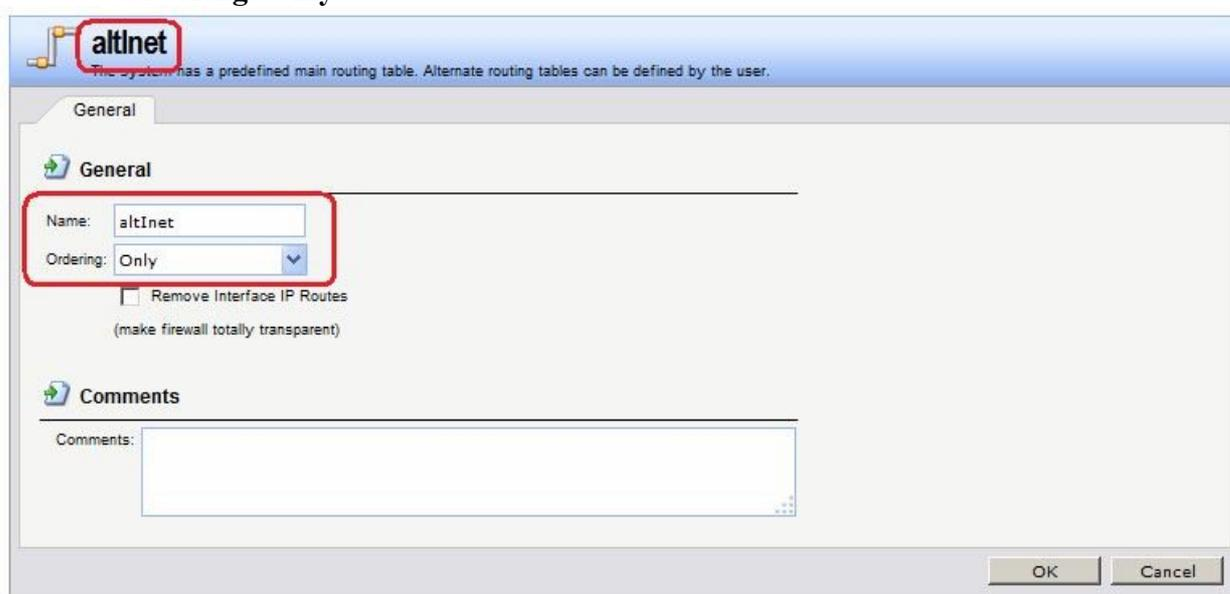 altInet
The system has a predefined main routing table. Alternate routing tables can be defined by the user.
General
General
Name: altInet
Ordering: Only
Remove Interface IP Routes
(make firewall totally transparent)
Comments
Comments:
OK Cancel